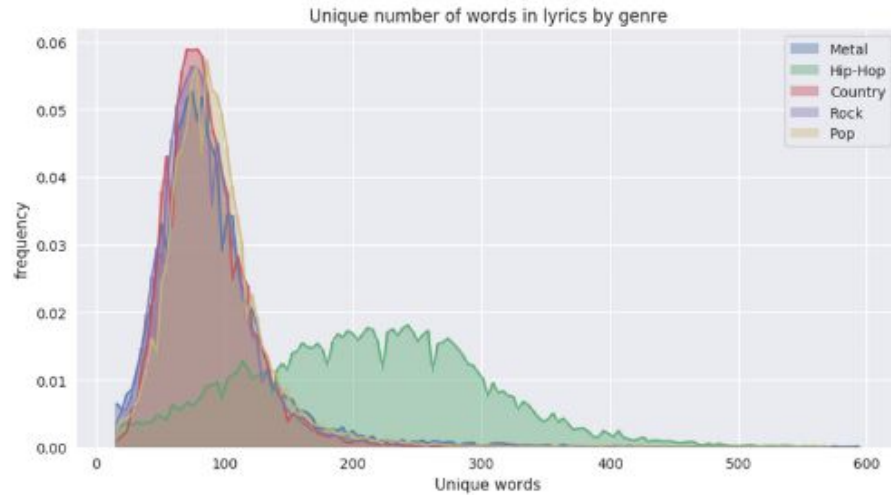 Unique number of words in lyrics by genre
0.06
0.05
0.04
0.03
0.02
0.01
0.00
frequency
Metal
Hip-Hop
Country
Rock
Pop
0 100 200 300 400 500 600
Unique words